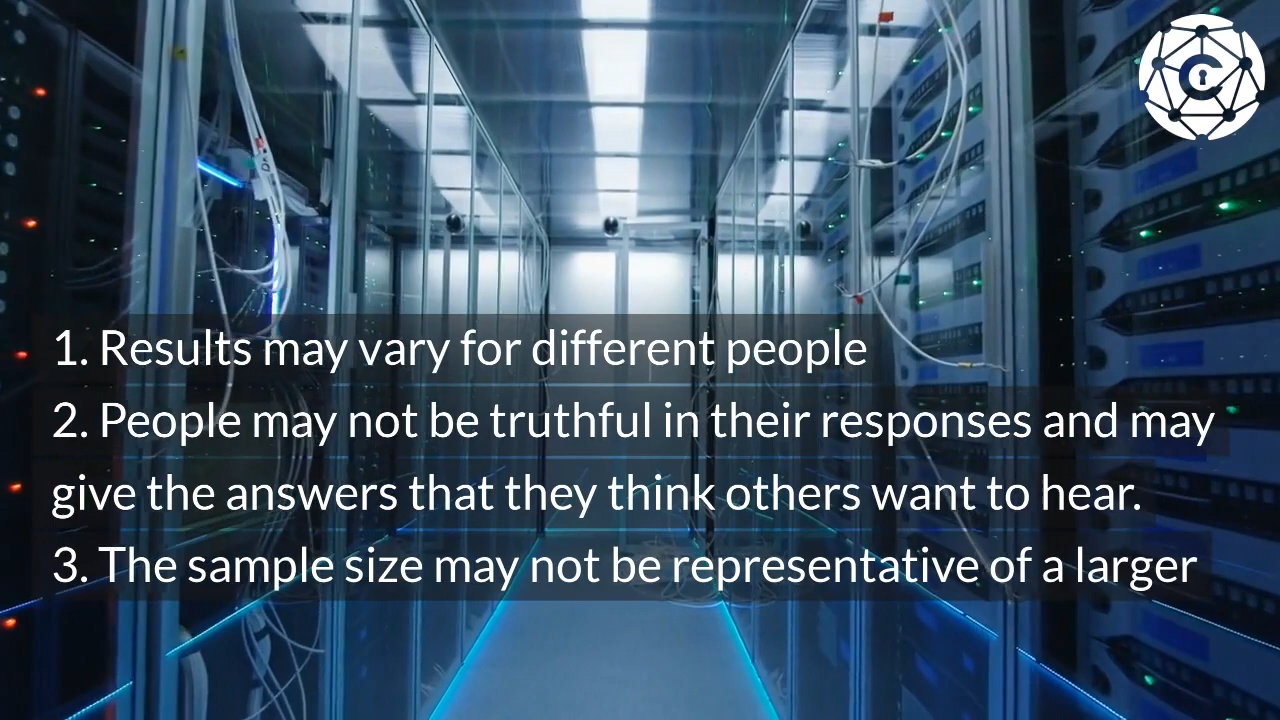 1. Results may vary for different people
2. People may not be truthful in their responses and may
give the answers that they think others want to hear.
3. The sample size may not be representative of a larger
C